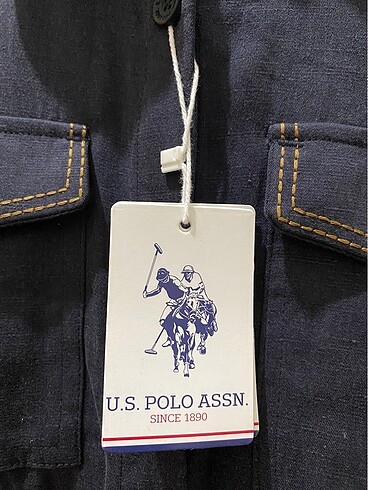 U.S. POLO ASSN.
SINCE 1890